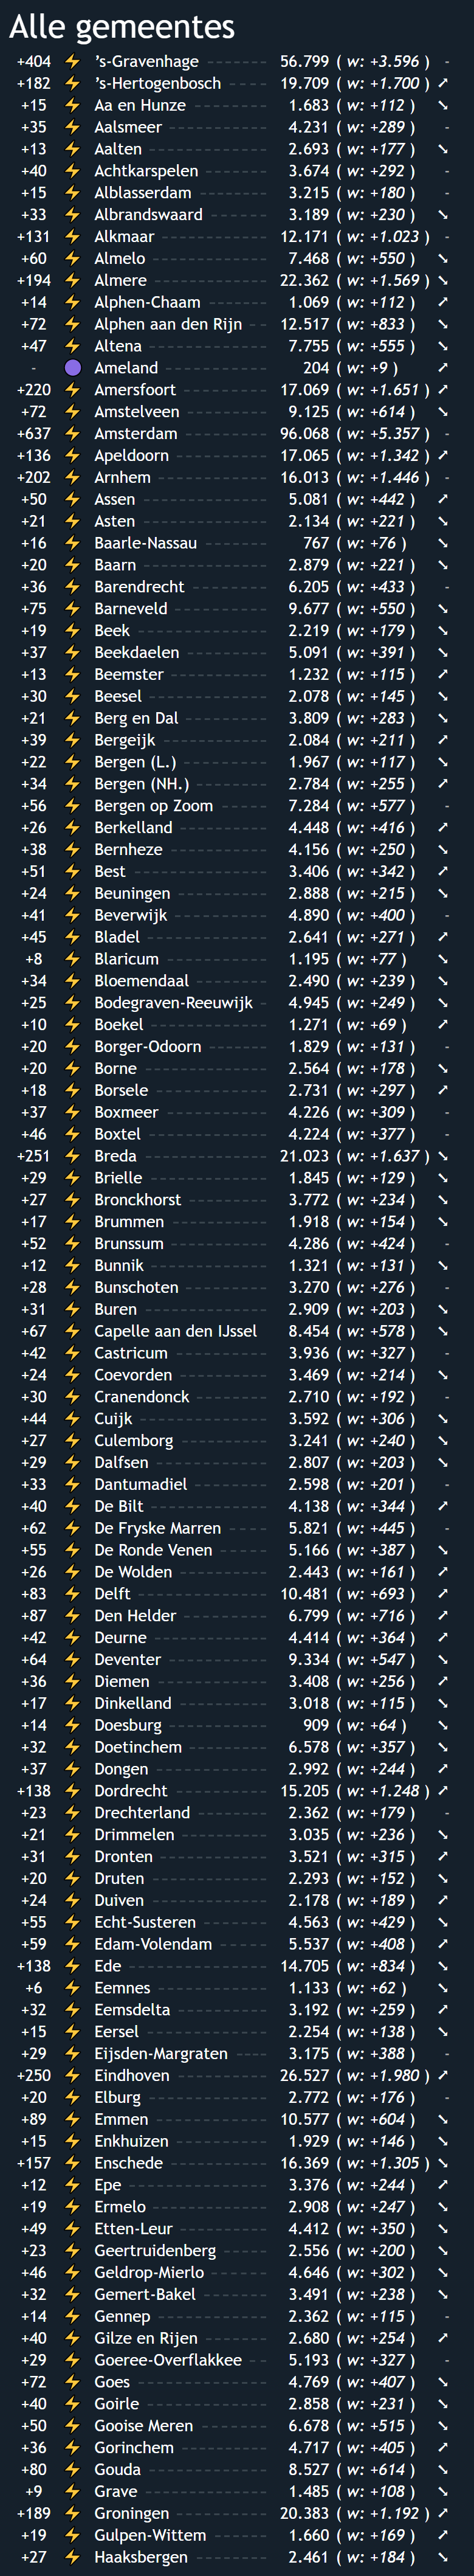 Alle gemeentes
+404 ⚡ ’s-Gravenhage 56.799 ( w: +3.596 ) -
+182 ⚡ ’s-Hertogenbosch 19.709 ( w: +1.700 ) ➚
+15 ⚡ Aa en Hunze 1.683 ( w: +112 ) ➘
+35 ⚡ Aalsmeer 4.231 ( w: +289 ) -
+13 ⚡ Aalten 2.693 ( w: +177 ) ➘
+40 ⚡ Achtkarspelen 3.674 ( w: +292 ) -
+15 ⚡ Alblasserdam 3.215 ( w: +180 ) -
+33 ⚡ Albrandswaard 3.189 ( w: +230 ) ➘
+131 ⚡ Alkmaar 12.171 ( w: +1.023 ) -
+60 ⚡ Almelo 7.468 ( w: +550 ) ➘
+194 ⚡ Almere 22.362 ( w: +1.569 ) ➘
+14 ⚡ Alphen-Chaam 1.069 ( w: +112 ) ➚
+72 ⚡ Alphen aan den Rijn 12.517 ( w: +833 ) ➘
+47 ⚡ Altena 7.755 ( w: +555 ) ➘
- Ameland 204 ( w: +9 ) ➚
+220 ⚡ Amersfoort 17.069 ( w: +1.651 ) ➚
+72 ⚡ Amstelveen 9.125 ( w: +614 ) ➘
+637 ⚡ Amsterdam 96.068 ( w: +5.357 ) -
+136 ⚡ Apeldoorn 17.065 ( w: +1.342 ) ➚
+202 ⚡ Arnhem 16.013 ( w: +1.446 ) -
+50 ⚡ Assen 5.081 ( w: +442 ) ➚
+21 ⚡ Asten 2.134 ( w: +221 ) ➘
+16 ⚡ Baarle-Nassau 767 ( w: +76 ) ➘
+20 ⚡ Baarn 2.879 ( w: +221 ) ➘
+36 ⚡ Barendrecht 6.205 ( w: +433 ) -
+75 ⚡ Barneveld 9.677 ( w: +550 ) ➘
+19 ⚡ Beek 2.219 ( w: +179 ) ➘
+37 ⚡ Beekdaelen 5.091 ( w: +391 ) ➘
+13 ⚡ Beemster 1.232 ( w: +115 ) ➚
+30 ⚡ Beesel 2.078 ( w: +145 ) ➘
+21 ⚡ Berg en Dal 3.809 ( w: +283 ) ➘
+39 ⚡ Bergeijk 2.084 ( w: +211 ) ➚
+22 ⚡ Bergen (L.) 1.967 ( w: +117 ) ➘
+34 ⚡ Bergen (NH.) 2.784 ( w: +255 ) ➚
+56 ⚡ Bergen op Zoom 7.284 ( w: +577 ) -
+26 ⚡ Berkelland 4.448 ( w: +416 ) ➚
+38 ⚡ Bernheze 4.156 ( w: +250 ) ➘
+51 ⚡ Best 3.406 ( w: +342 ) ➚
+24 ⚡ Beuningen 2.888 ( w: +215 ) ➘
+41 ⚡ Beverwijk 4.890 ( w: +400 ) -
+45 ⚡ Bladel 2.641 ( w: +271 ) ➚
+8 ⚡ Blaricum 1.195 ( w: +77 ) ➘
+34 ⚡ Bloemendaal 2.490 ( w: +239 ) ➘
+25 ⚡ Bodegraven-Reeuwijk 4.945 ( w: +249 ) ➘
+10 ⚡ Boekel 1.271 ( w: +69 ) ➚
+20 ⚡ Borger-Odoorn 1.829 ( w: +131 ) -
+20 ⚡ Borne 2.564 ( w: +178 ) ➘
+18 ⚡ Borsele 2.731 ( w: +297 ) ➚
+37 ⚡ Boxmeer 4.226 ( w: +309 ) -
+46 ⚡ Boxtel 4.224 ( w: +377 ) -
+251 ⚡ Breda 21.023 ( w: +1.637 ) ➘
+29 ⚡ Brielle 1.845 ( w: +129 ) ➘
+27 ⚡ Bronckhorst 3.772 ( w: +234 ) ➘
+17 ⚡ Brummen 1.918 ( w: +154 ) ➘
+52 ⚡ Brunssum 4.286 ( w: +424 ) -
+12 ⚡ Bunnik 1.321 ( w: +131 ) ➘
+28 ⚡ Bunschoten 3.270 ( w: +276 ) -
+31 ⚡ Buren 2.909 ( w: +203 ) ➘
+67 ⚡ Capelle aan den IJssel 8.454 ( w: +578 ) ➘
+42 ⚡ Castricum 3.936 ( w: +327 ) -
+24 ⚡ Coevorden 3.469 ( w: +214 ) ➘
+30 ⚡ Cranendonck 2.710 ( w: +192 ) -
+44 ⚡ Cuijk 3.592 ( w: +306 ) ➘
+27 ⚡ Culemborg 3.241 ( w: +240 ) ➘
+29 ⚡ Dalfsen 2.807 ( w: +203 ) ➘
+33 ⚡ Dantumadiel 2.598 ( w: +201 ) -
+40 ⚡ De Bilt 4.138 ( w: +344 ) ➚
+62 ⚡ De Fryske Marren 5.821 ( w: +445 ) -
+55 ⚡ De Ronde Venen 5.166 ( w: +387 ) ➘
+26 ⚡ De Wolden 2.443 ( w: +161 ) ➚
+83 ⚡ Delft 10.481 ( w: +693 ) ➚
+87 ⚡ Den Helder 6.799 ( w: +716 ) ➚
+42 ⚡ Deurne 4.414 ( w: +364 ) ➚
+64 ⚡ Deventer 9.334 ( w: +547 ) ➘
+36 ⚡ Diemen 3.408 ( w: +256 ) ➚
+17 ⚡ Dinkelland 3.018 ( w: +115 ) ➘
+14 ⚡ Doesburg 909 ( w: +64 ) ➘
+32 ⚡ Doetinchem 6.578 ( w: +357 ) ➘
+37 ⚡ Dongen 2.992 ( w: +244 ) ➚
+138 ⚡ Dordrecht 15.205 ( w: +1.248 ) ➚
+23 ⚡ Drechterland 2.362 ( w: +179 ) -
+21 ⚡ Drimmelen 3.035 ( w: +236 ) ➘
+31 ⚡ Dronten 3.521 ( w: +315 ) ➚
+20 ⚡ Druten 2.293 ( w: +152 ) ➘
+24 ⚡ Duiven 2.178 ( w: +189 ) ➚
+55 ⚡ Echt-Susteren 4.563 ( w: +429 ) ➘
+59 ⚡ Edam-Volendam 5.537 ( w: +408 ) ➚
+138 ⚡ Ede 14.705 ( w: +834 ) ➘
+6 ⚡ Eemnes 1.133 ( w: +62 ) ➘
+32 ⚡ Eemsdelta 3.192 ( w: +259 ) ➚
+15 ⚡ Eersel 2.254 ( w: +138 ) ➘
+29 ⚡ Eijsden-Margraten 3.175 ( w: +388 ) -
+250 ⚡ Eindhoven 26.527 ( w: +1.980 ) ➚
+20 ⚡ Elburg 2.772 ( w: +176 ) -
+89 ⚡ Emmen 10.577 ( w: +604 ) ➘
+15 ⚡ Enkhuizen 1.929 ( w: +146 ) ➘
+157 ⚡ Enschede 16.369 ( w: +1.305 ) ➘
+12 ⚡ Epe 3.376 ( w: +244 ) ➚
+19 ⚡ Ermelo 2.908 ( w: +247 ) ➘
+49 ⚡ Etten-Leur 4.412 ( w: +350 ) ➘
+23 ⚡ Geertruidenberg 2.556 ( w: +200 ) ➘
+46 ⚡ Geldrop-Mierlo 4.646 ( w: +302 ) ➘
+32 ⚡ Gemert-Bakel 3.491 ( w: +238 ) ➘
+14 ⚡ Gennep 2.362 ( w: +115 ) -
+40 ⚡ Gilze en Rijen 2.680 ( w: +254 ) ➚
+29 ⚡ Goeree-Overflakkee 5.193 ( w: +327 ) -
+72 ⚡ Goes 4.769 ( w: +407 ) ➘
+40 ⚡ Goirle 2.858 ( w: +231 ) ➘
+50 ⚡ Gooise Meren 6.678 ( w: +515 ) ➘
+36 ⚡ Gorinchem 4.717 ( w: +405 ) ➚
+80 ⚡ Gouda 8.527 ( w: +614 ) ➘
+9 ⚡ Grave 1.485 ( w: +108 ) ➘
+189 ⚡ Groningen 20.383 ( w: +1.192 ) ➚
+19 ⚡ Gulpen-Wittem 1.660 ( w: +169 ) ➚
+27 ⚡ Haaksbergen 2.461 ( w: +184 ) ➘